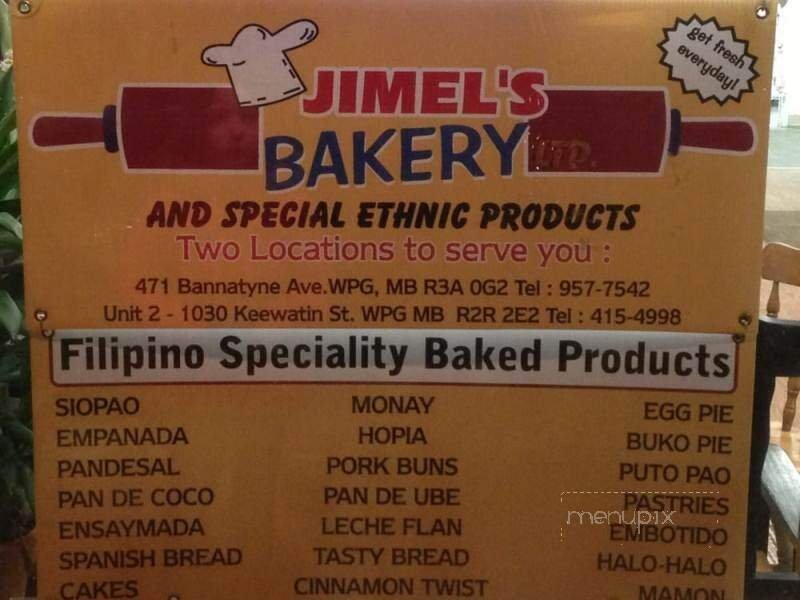 get fresh
everyday!
JIMEL'S
BAKERY LTD.
AND SPECIAL ETHNIC PRODUCTS
Two Locations to serve you :
471 Bannatyne Ave.WPG, MB R3A 0G2 Tel : 957-7542
Unit 2 - 1030 Keewatin St. WPG MB R2R 2E2 Tel : 415-4998
Filipino Speciality Baked Products
SIOPAO MONAY EGG PIE
EMPANADA HOPIA BUKO PIE
PANDESAL PORK BUNS PUTO PAO
PAN DE COCO PAN DE UBE PASTRIES
menupix
ENSAYMADA LECHE FLAN EMBOTIDO
SPANISH BREAD TASTY BREAD HALO-HALO
CAKES CINNAMON TWIST MAMON